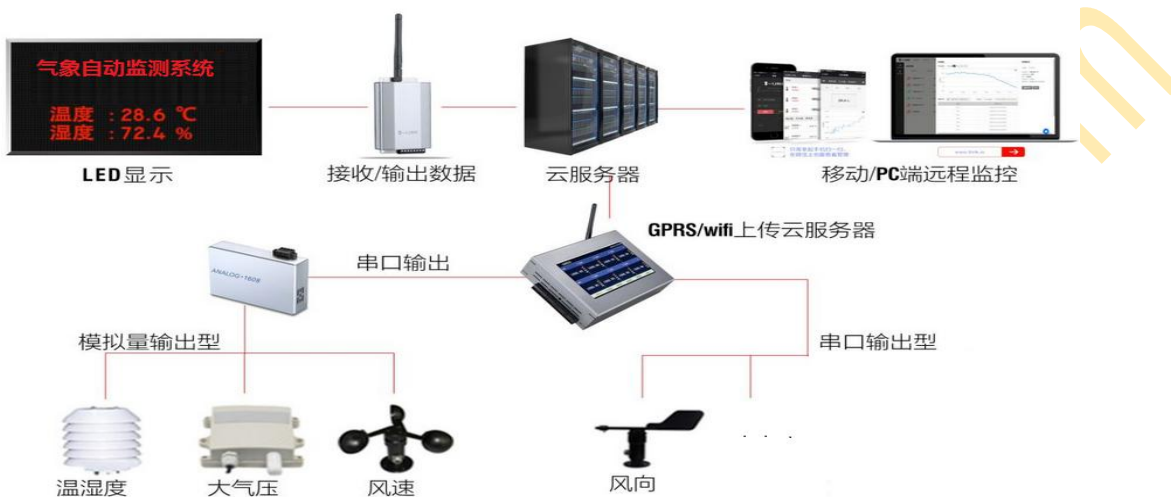 气象自动监测系统
温度 :28.6 ℃
湿度 :72.4 %
LED显示
接收/输出数据
云服务器
移动/PC端远程监控
GPRS/wifi上传云服务器
ANALOG-1608
串口输出
模拟量输出型
串口输出型
温湿度
大气压
风速
风向
. . .